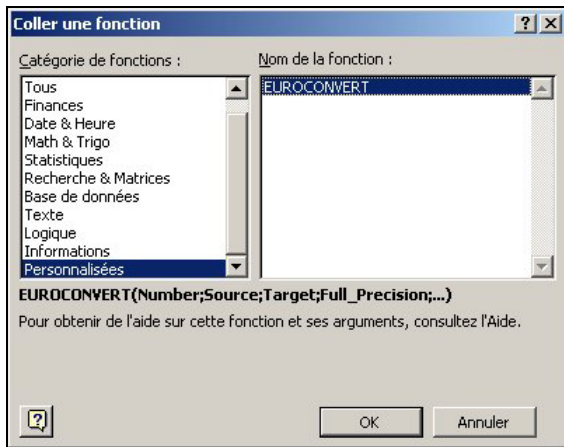 Coller une fonction
Catégorie de fonctions :
Nom de la fonction :
Tous
Finances
Date & Heure
Math & Trigo
Statistiques
Recherche & Matrices
Base de données
Texte
Logique
Informations
Personnalisées
EUROCONVERT
EUROCONVERT(Number;Source;Target;Full_Precision;...)
Pour obtenir de l'aide sur cette fonction et ses arguments, consultez l'Aide.
OK
Annuler